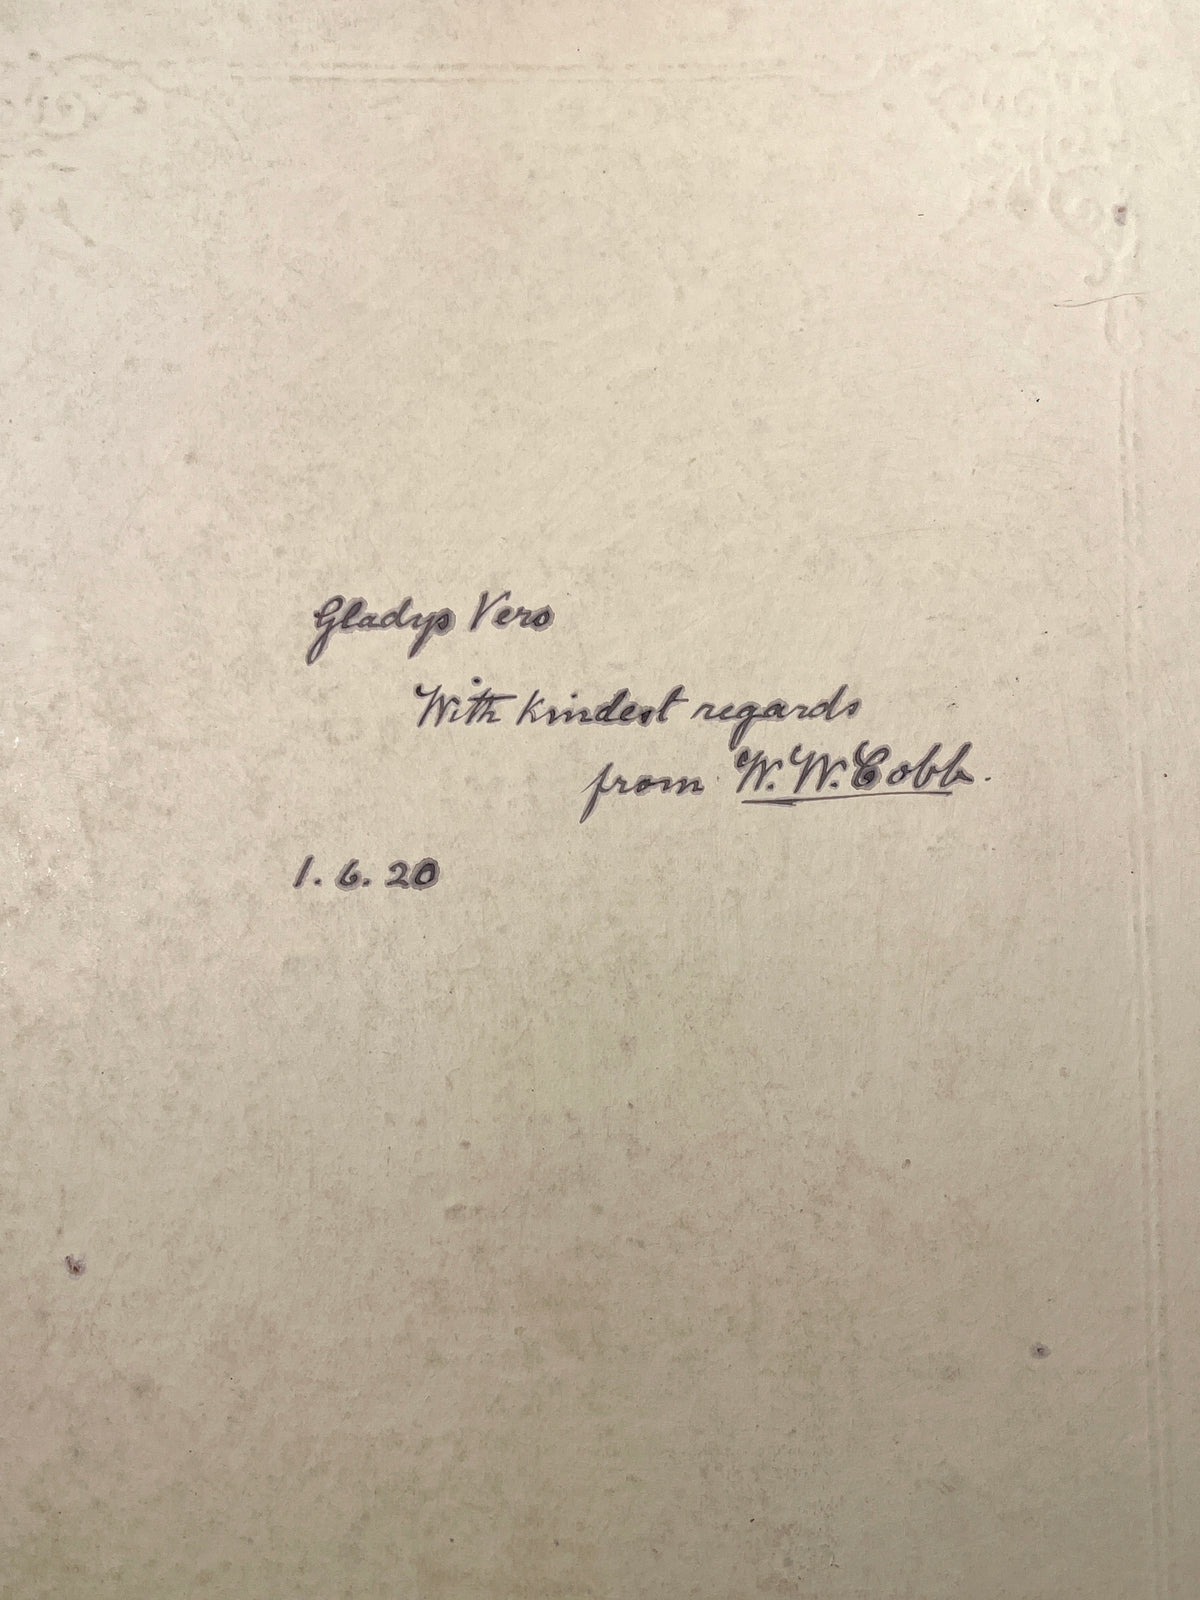 Gladys Vero
With kindest regards
from W. W. Cobb.
1. 6. 20